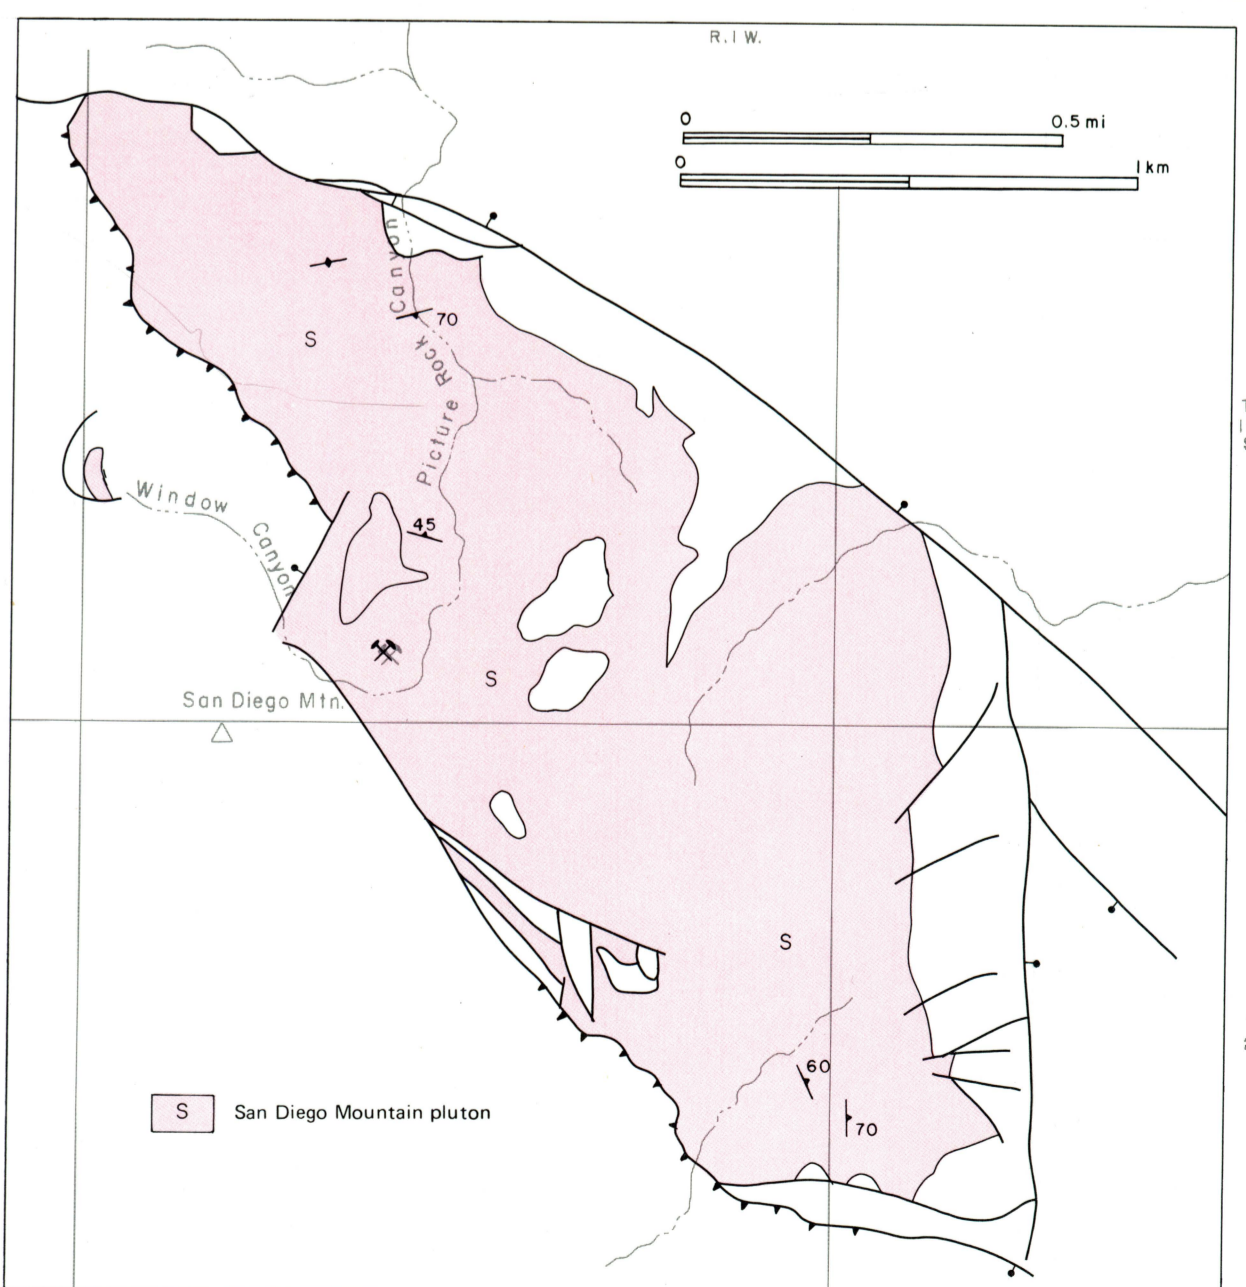 R.1 W.
0 0.5 mi
0 1 km
Picture Rock Canyon
70
S
45
Window Canyon
S
San Diego Mtn.
S
60
70
S San Diego Mountain pluton